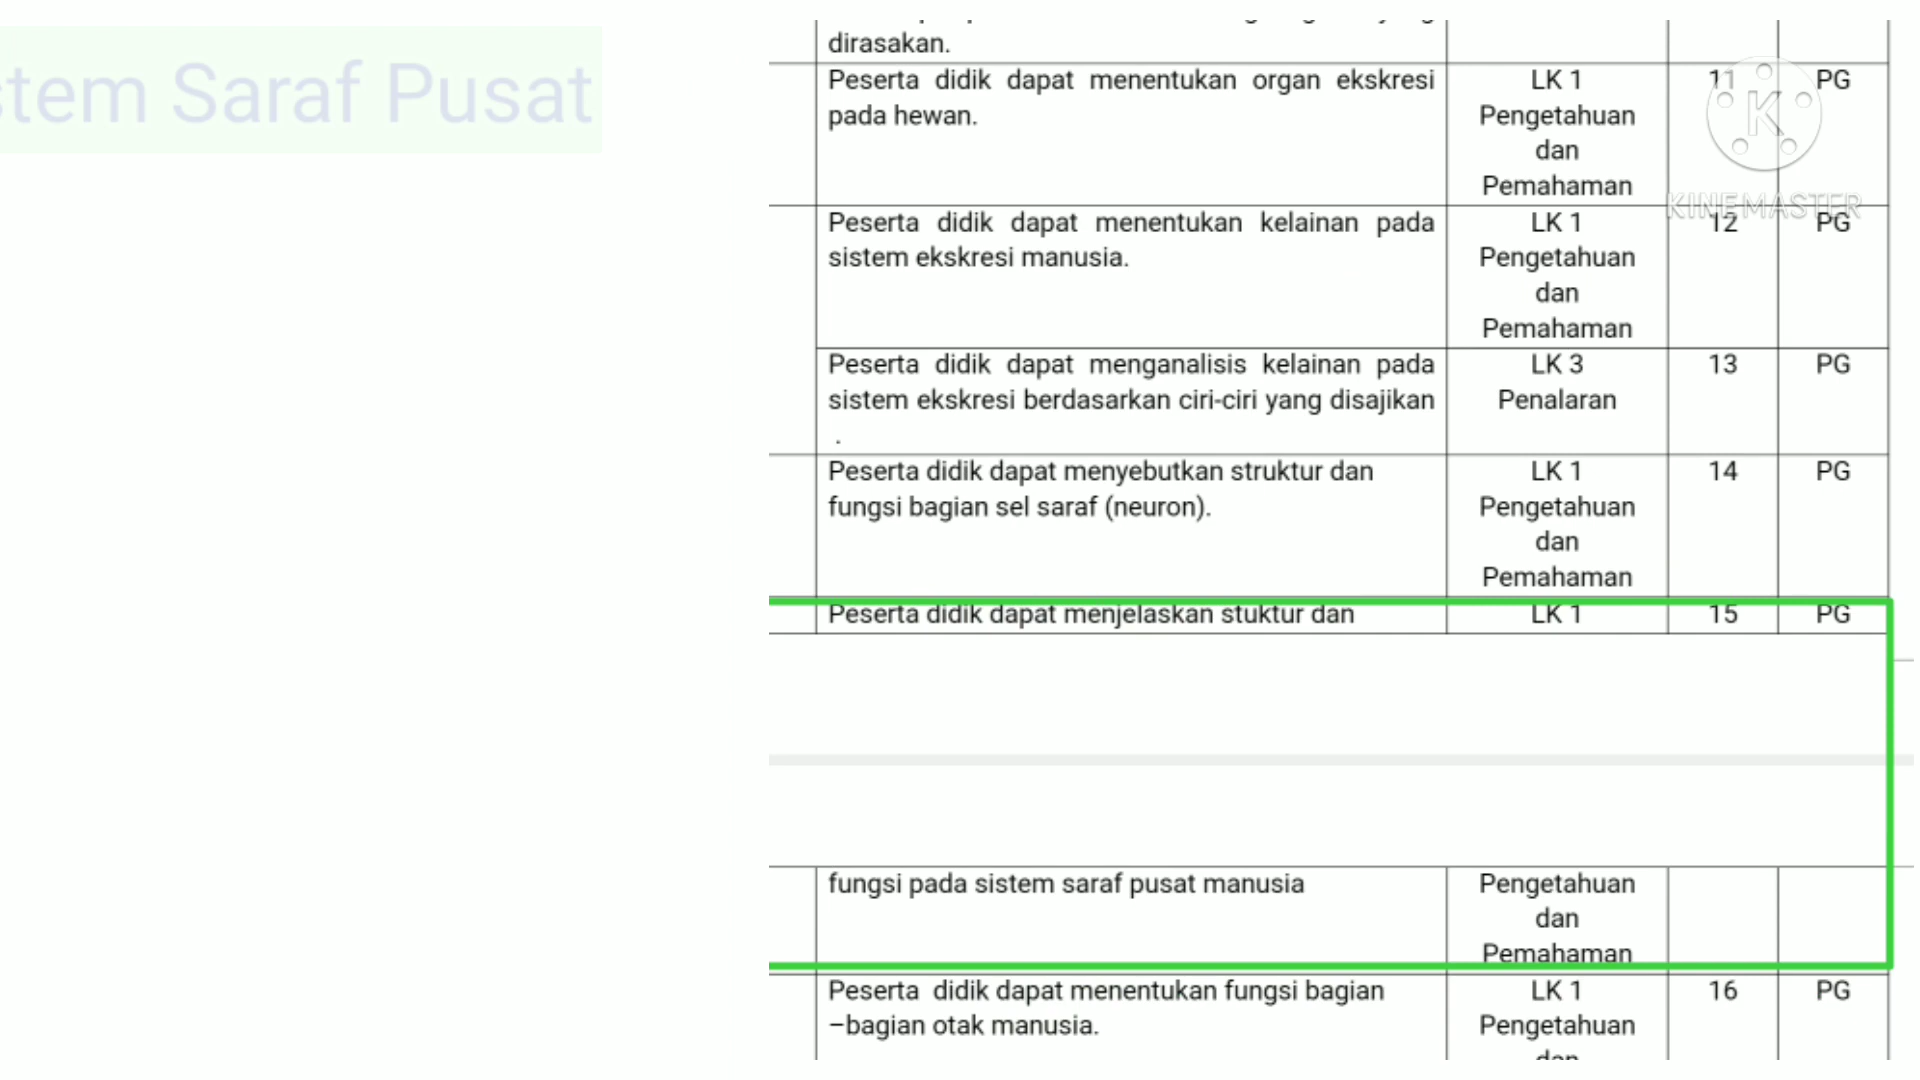 stem Saraf Pusat
dirasakan.
Peserta didik dapat menentukan organ ekskresi
pada hewan.
LK 1
Pengetahuan
dan
Pemahaman
11
PG
KINEMASTER
Peserta didik dapat menentukan kelainan pada
sistem ekskresi manusia.
LK 1
Pengetahuan
dan
Pemahaman
12
PG
Peserta didik dapat menganalisis kelainan pada
sistem ekskresi berdasarkan ciri-ciri yang disajikan
.
LK 3
Penalaran
13
PG
Peserta didik dapat menyebutkan struktur dan
fungsi bagian sel saraf (neuron).
LK 1
Pengetahuan
dan
Pemahaman
14
PG
Peserta didik dapat menjelaskan stuktur dan
LK 1
15
PG
fungsi pada sistem saraf pusat manusia
Pengetahuan
dan
Pemahaman
Peserta didik dapat menentukan fungsi bagian
–bagian otak manusia.
LK 1
Pengetahuan
dan
16
PG